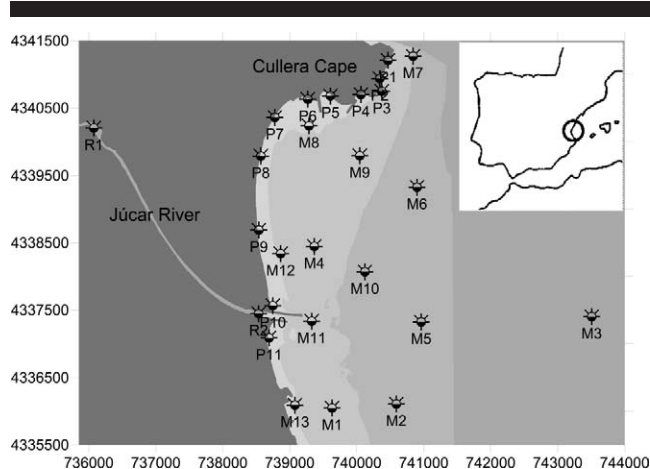 4341500
Cullera Cape
P1
M7
P2
P6
P5
P4
P3
4340500
P7
M8
R1
P8
M9
4339500
M6
Júcar River
P9
4338500
M12
M4
M10
4337500
R2
P10
M11
M5
M3
P11
4336500
M13
M1
M2
4335500
736000
737000
738000
739000
740000
741000
742000
743000
744000